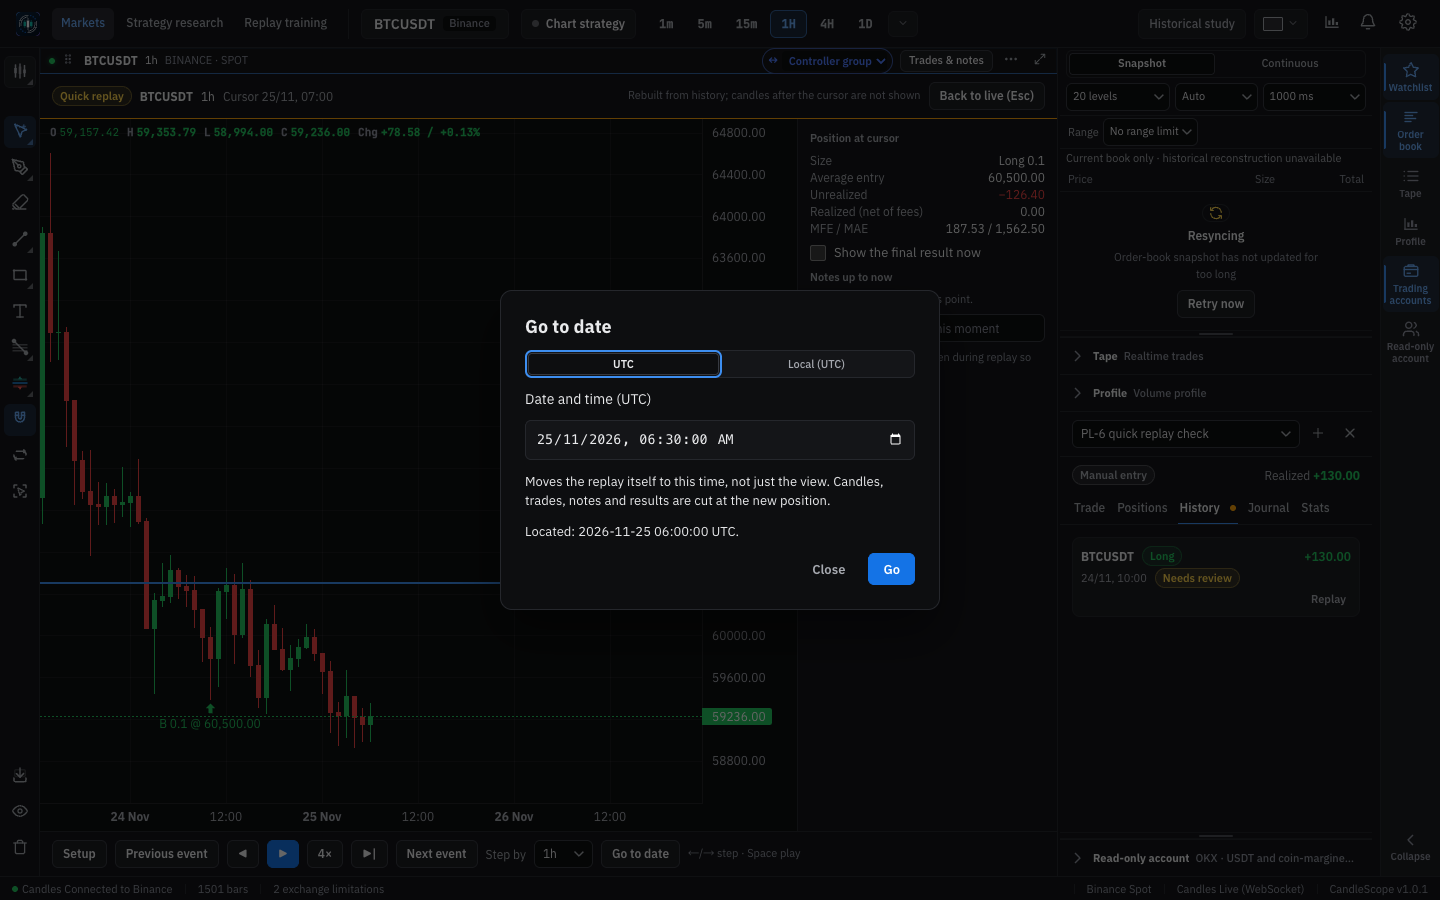 Markets
Strategy research
Replay training
BTCUSDT Binance
Chart strategy
1m 5m 15m 1H 4H 1D
Historical study
BTCUSDT 1h BINANCE · SPOT
Controller group
Trades & notes
Quick replay BTCUSDT 1h Cursor 25/11, 07:00
Rebuilt from history; candles after the cursor are not shown
Back to live (Esc)
O 59,157.42 H 59,353.79 L 58,994.00 C 59,236.00 Chg +78.58 / +0.13%
64800.00
64400.00
64000.00
63600.00
60000.00
59600.00
59236.00
58800.00
B 0.1 @ 60,500.00
24 Nov 12:00 25 Nov 12:00 26 Nov 12:00
Position at cursor
Size Long 0.1
Average entry 60,500.00
Unrealized −126.40
Realized (net of fees) 0.00
MFE / MAE 187.53 / 1,562.50
Show the final result now
Notes up to now
s point.
is moment
en during replay so
Go to date
UTC
Local (UTC)
Date and time (UTC)
25/11/2026, 06:30:00 AM
Moves the replay itself to this time, not just the view. Candles,
trades, notes and results are cut at the new position.
Located: 2026-11-25 06:00:00 UTC.
Close
Go
Setup
Previous event
4×
Next event
Step by 1h
Go to date
←/→ step · Space play
Snapshot
Continuous
20 levels
Auto
1000 ms
Range No range limit
Current book only · historical reconstruction unavailable
Price Size Total
Resyncing
Order-book snapshot has not updated for
too long
Retry now
Tape Realtime trades
Profile Volume profile
PL-6 quick replay check
Manual entry
Realized +130.00
Trade Positions History Journal Stats
BTCUSDT Long +130.00
24/11, 10:00 Needs review
Replay
Read-only account OKX · USDT and coin-margine...
Watchlist
Order
book
Tape
Profile
Trading
accounts
Read-only
account
Collapse
Candles Connected to Binance
1501 bars
2 exchange limitations
Binance Spot
Candles Live (WebSocket)
CandleScope v1.0.1